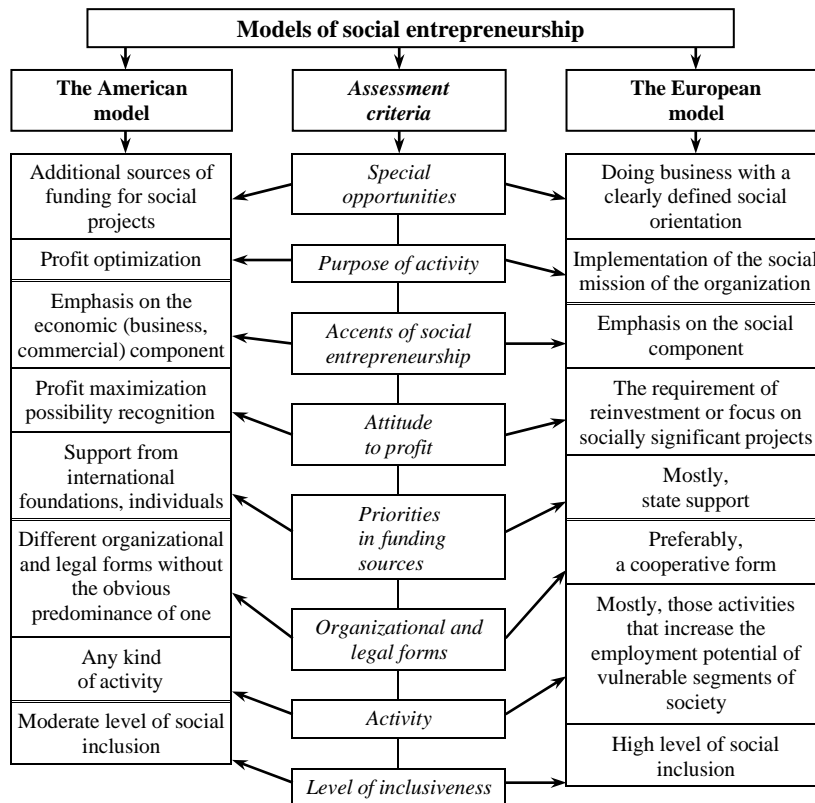 Models of social entrepreneurship
The American
model
Additional sources of
funding for social
projects
Profit optimization
Emphasis on the
economic (business,
commercial) component
Profit maximization
possibility recognition
Support from
international
foundations, individuals
Different organizational
and legal forms without
the obvious
predominance of one
Any kind
of activity
Moderate level of social
inclusion
Assessment
criteria
Special
opportunities
Purpose of activity
Accents of social
entrepreneurship
Attitude
to profit
Priorities
in funding
sources
Organizational and
legal forms
Activity
Level of inclusiveness
The European
model
Doing business with a
clearly defined social
orientation
Implementation of the social
mission of the organization
Emphasis on the social
component
The requirement of
reinvestment or focus on
socially significant projects
Mostly,
state support
Preferably,
a cooperative form
Mostly, those activities
that increase the
employment potential of
vulnerable segments of
society
High level of social
inclusion